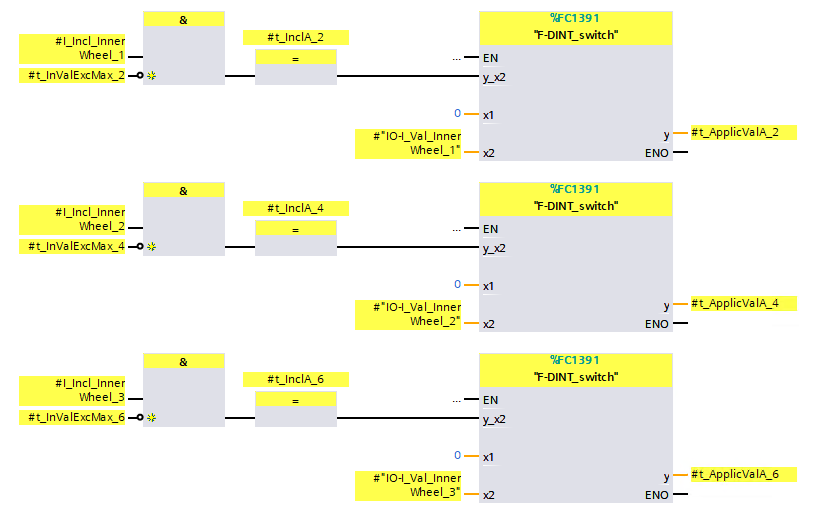 &
#I_Incl_Inner
Wheel_1
#t_InValExcMax_2
#t_InclA_2
=
%FC1391
"F-DINT_switch"
... EN
y_x2
0 x1
#"IO-I_Val_Inner
Wheel_1" x2
y #t_ApplicValA_2
ENO
&
#I_Incl_Inner
Wheel_2
#t_InValExcMax_4
#t_InclA_4
=
%FC1391
"F-DINT_switch"
... EN
y_x2
0 x1
#"IO-I_Val_Inner
Wheel_2" x2
y #t_ApplicValA_4
ENO
&
#I_Incl_Inner
Wheel_3
#t_InValExcMax_6
#t_InclA_6
=
%FC1391
"F-DINT_switch"
... EN
y_x2
0 x1
#"IO-I_Val_Inner
Wheel_3" x2
y #t_ApplicValA_6
ENO